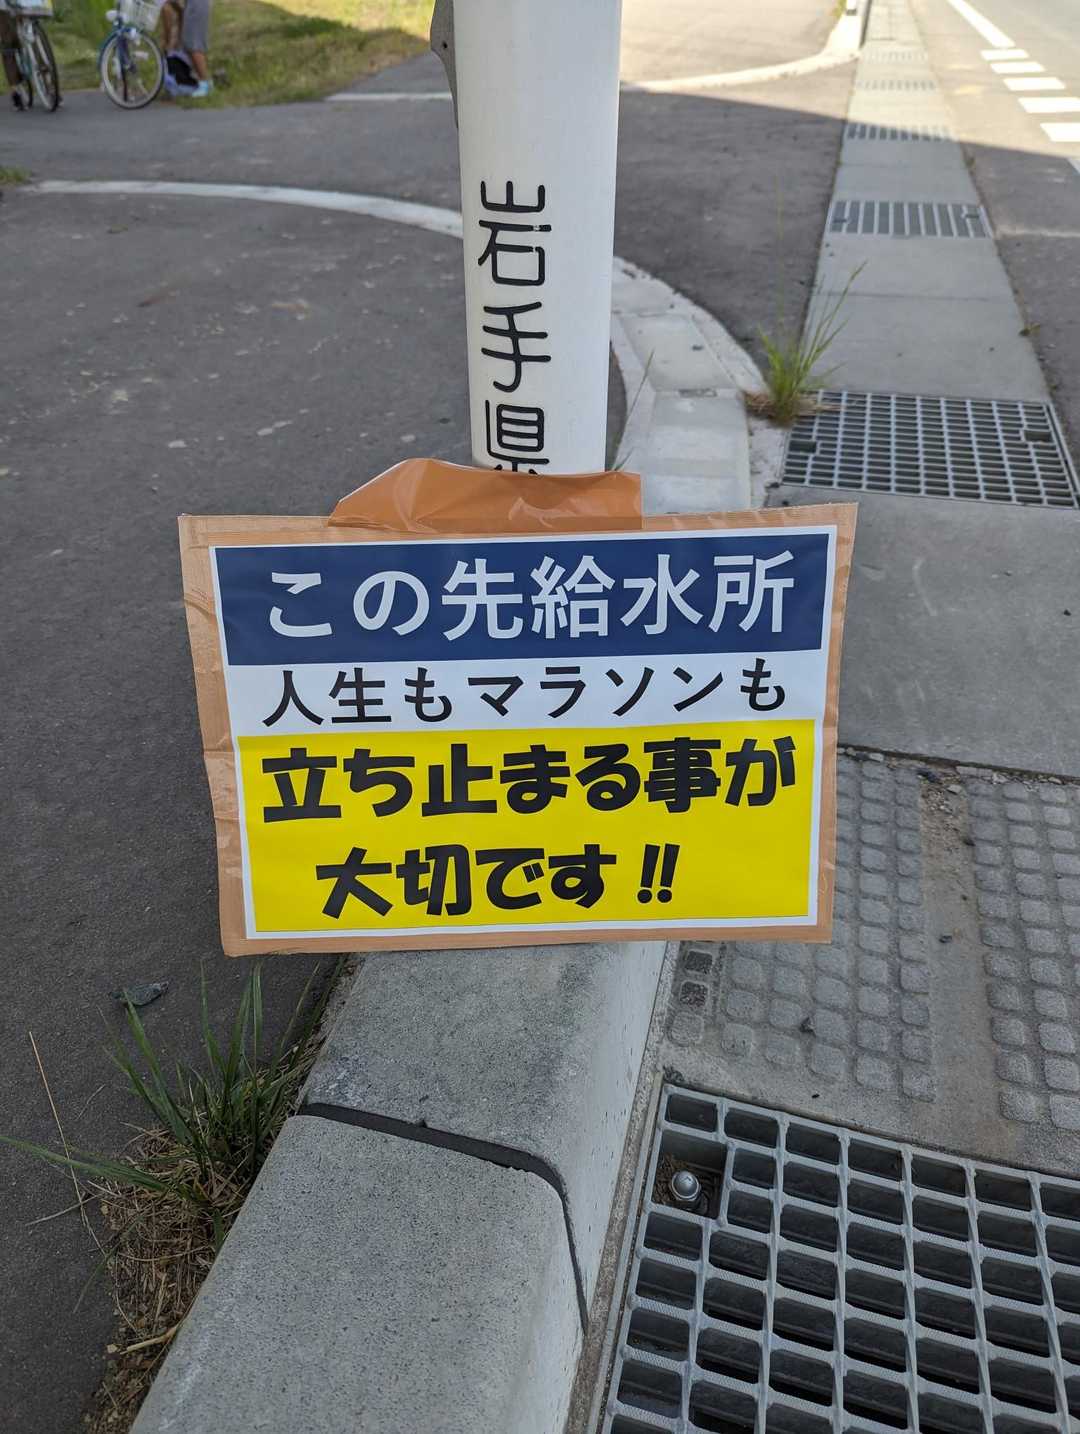 岩手県
この先給水所
人生もマラソンも
立ち止まる事が
大切です!!